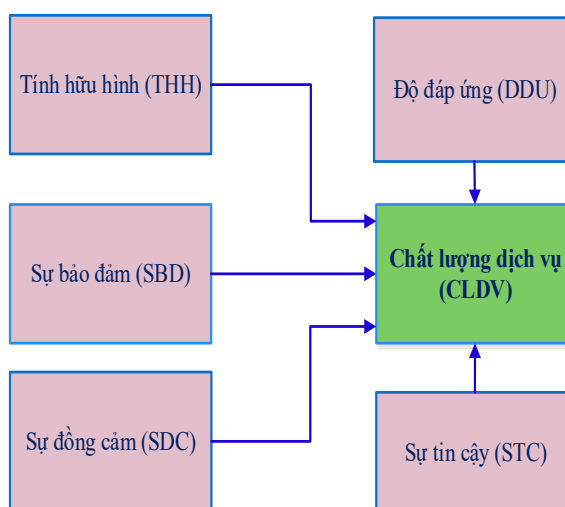 Tính hữu hình (THH)
Độ đáp ứng (DDU)
Sự bảo đảm (SBD)
Chất lượng dịch vụ
(CLDV)
Sự đồng cảm (SDC)
Sự tin cậy (STC)